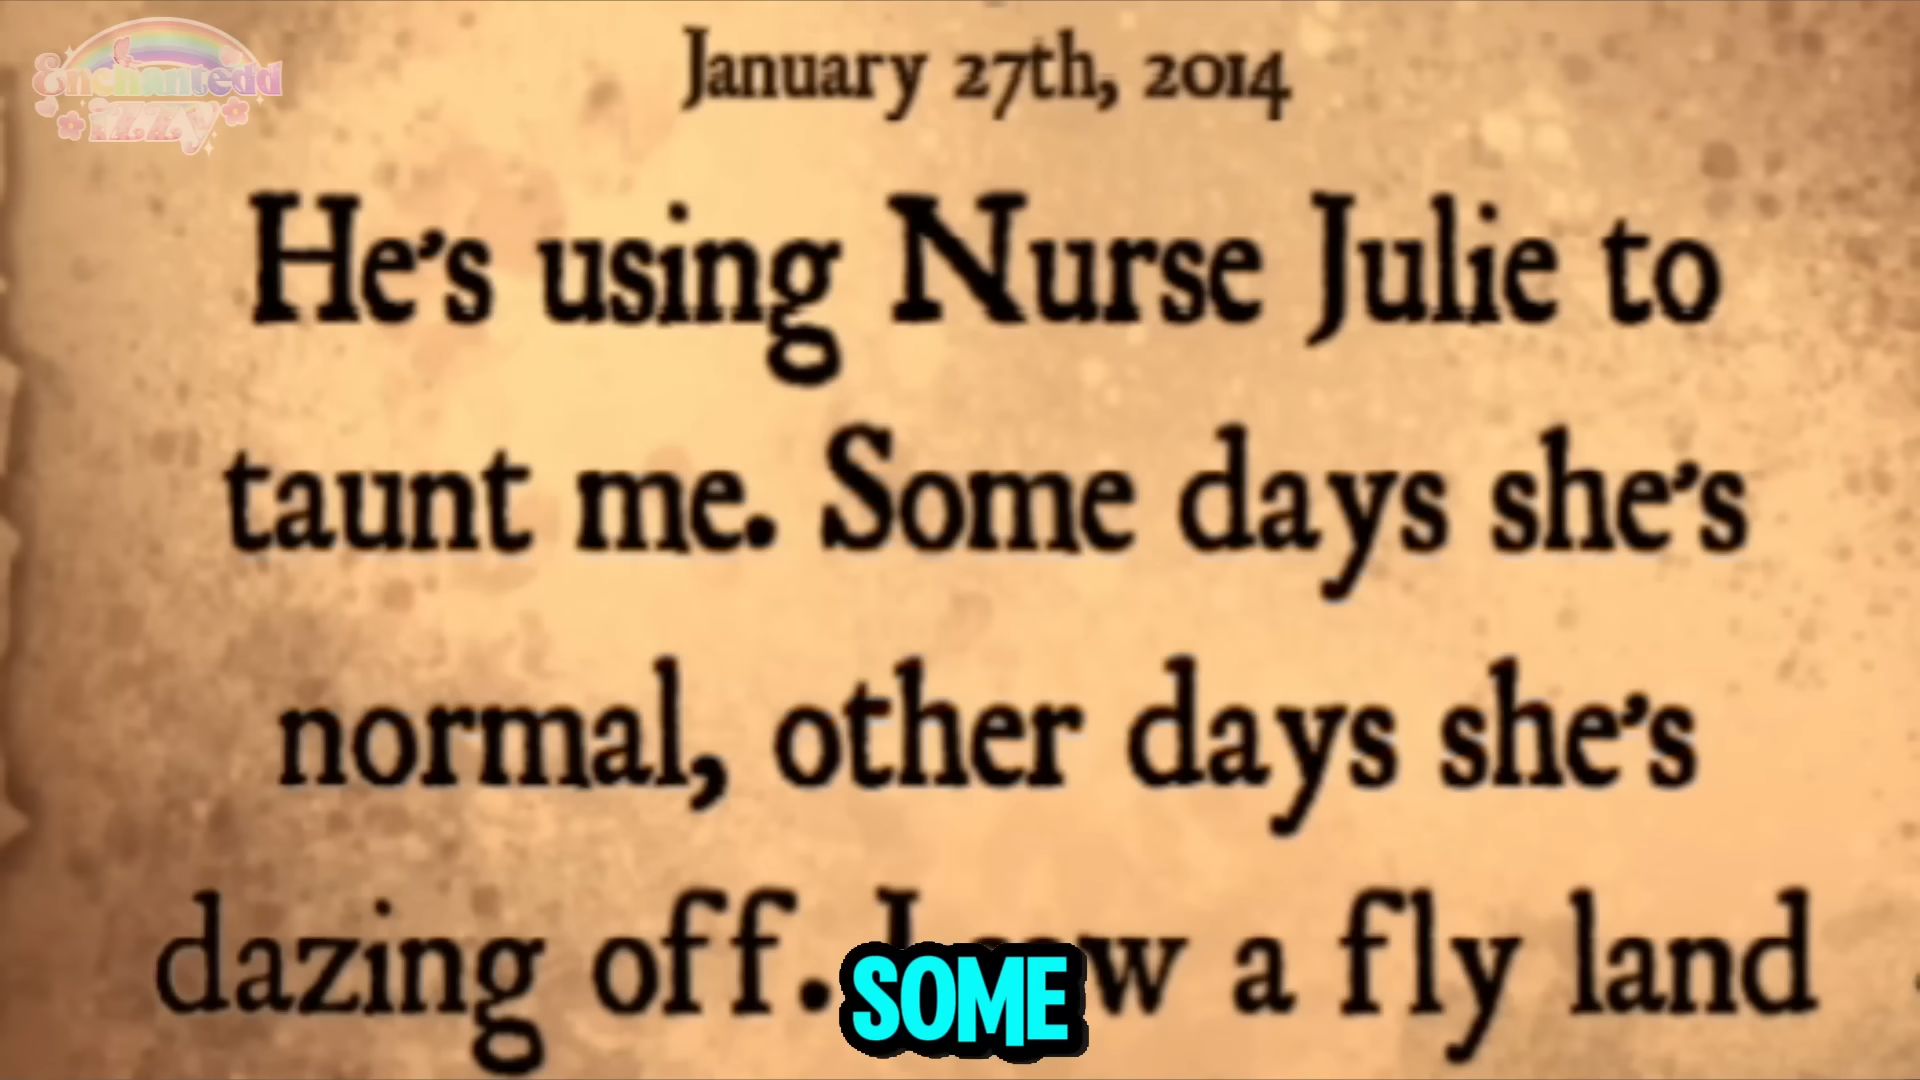 Enchantedd
izzy
January 27th, 2014
He's using Nurse Julie to
taunt me. Some days she's
normal, other days she's
dazing off. I w a fly land
SOME